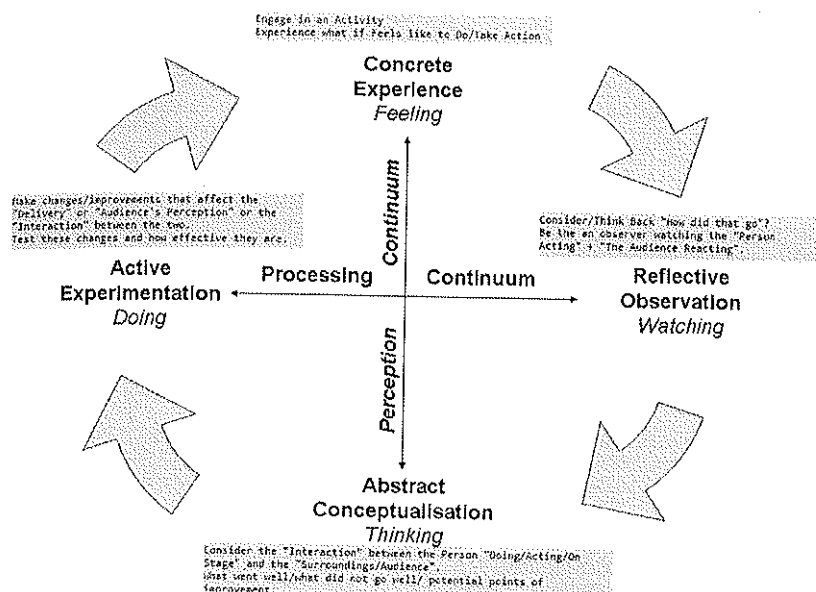 Engage in an Activity
Experience what if Feels like to Do/Take Action
Concrete
Experience
Feeling
Make changes/improvements that affect the
"Delivery" or "Audience's Perception" or the
"Interaction" between the two.
Test these changes and how effective they are.
Consider/Think Back "How did that go"?
Be the an observer watching the "Person
Acting" + "The Audience Reacting".
Active
Experimentation
Doing
Processing
Continuum
Continuum
Perception
Reflective
Observation
Watching
Abstract
Conceptualisation
Thinking
Consider the "Interaction" between the Person "Doing/Acting/On
Stage" and the "Surroundings/Audience".
What went well/what did not go well/ potential points of
improvement